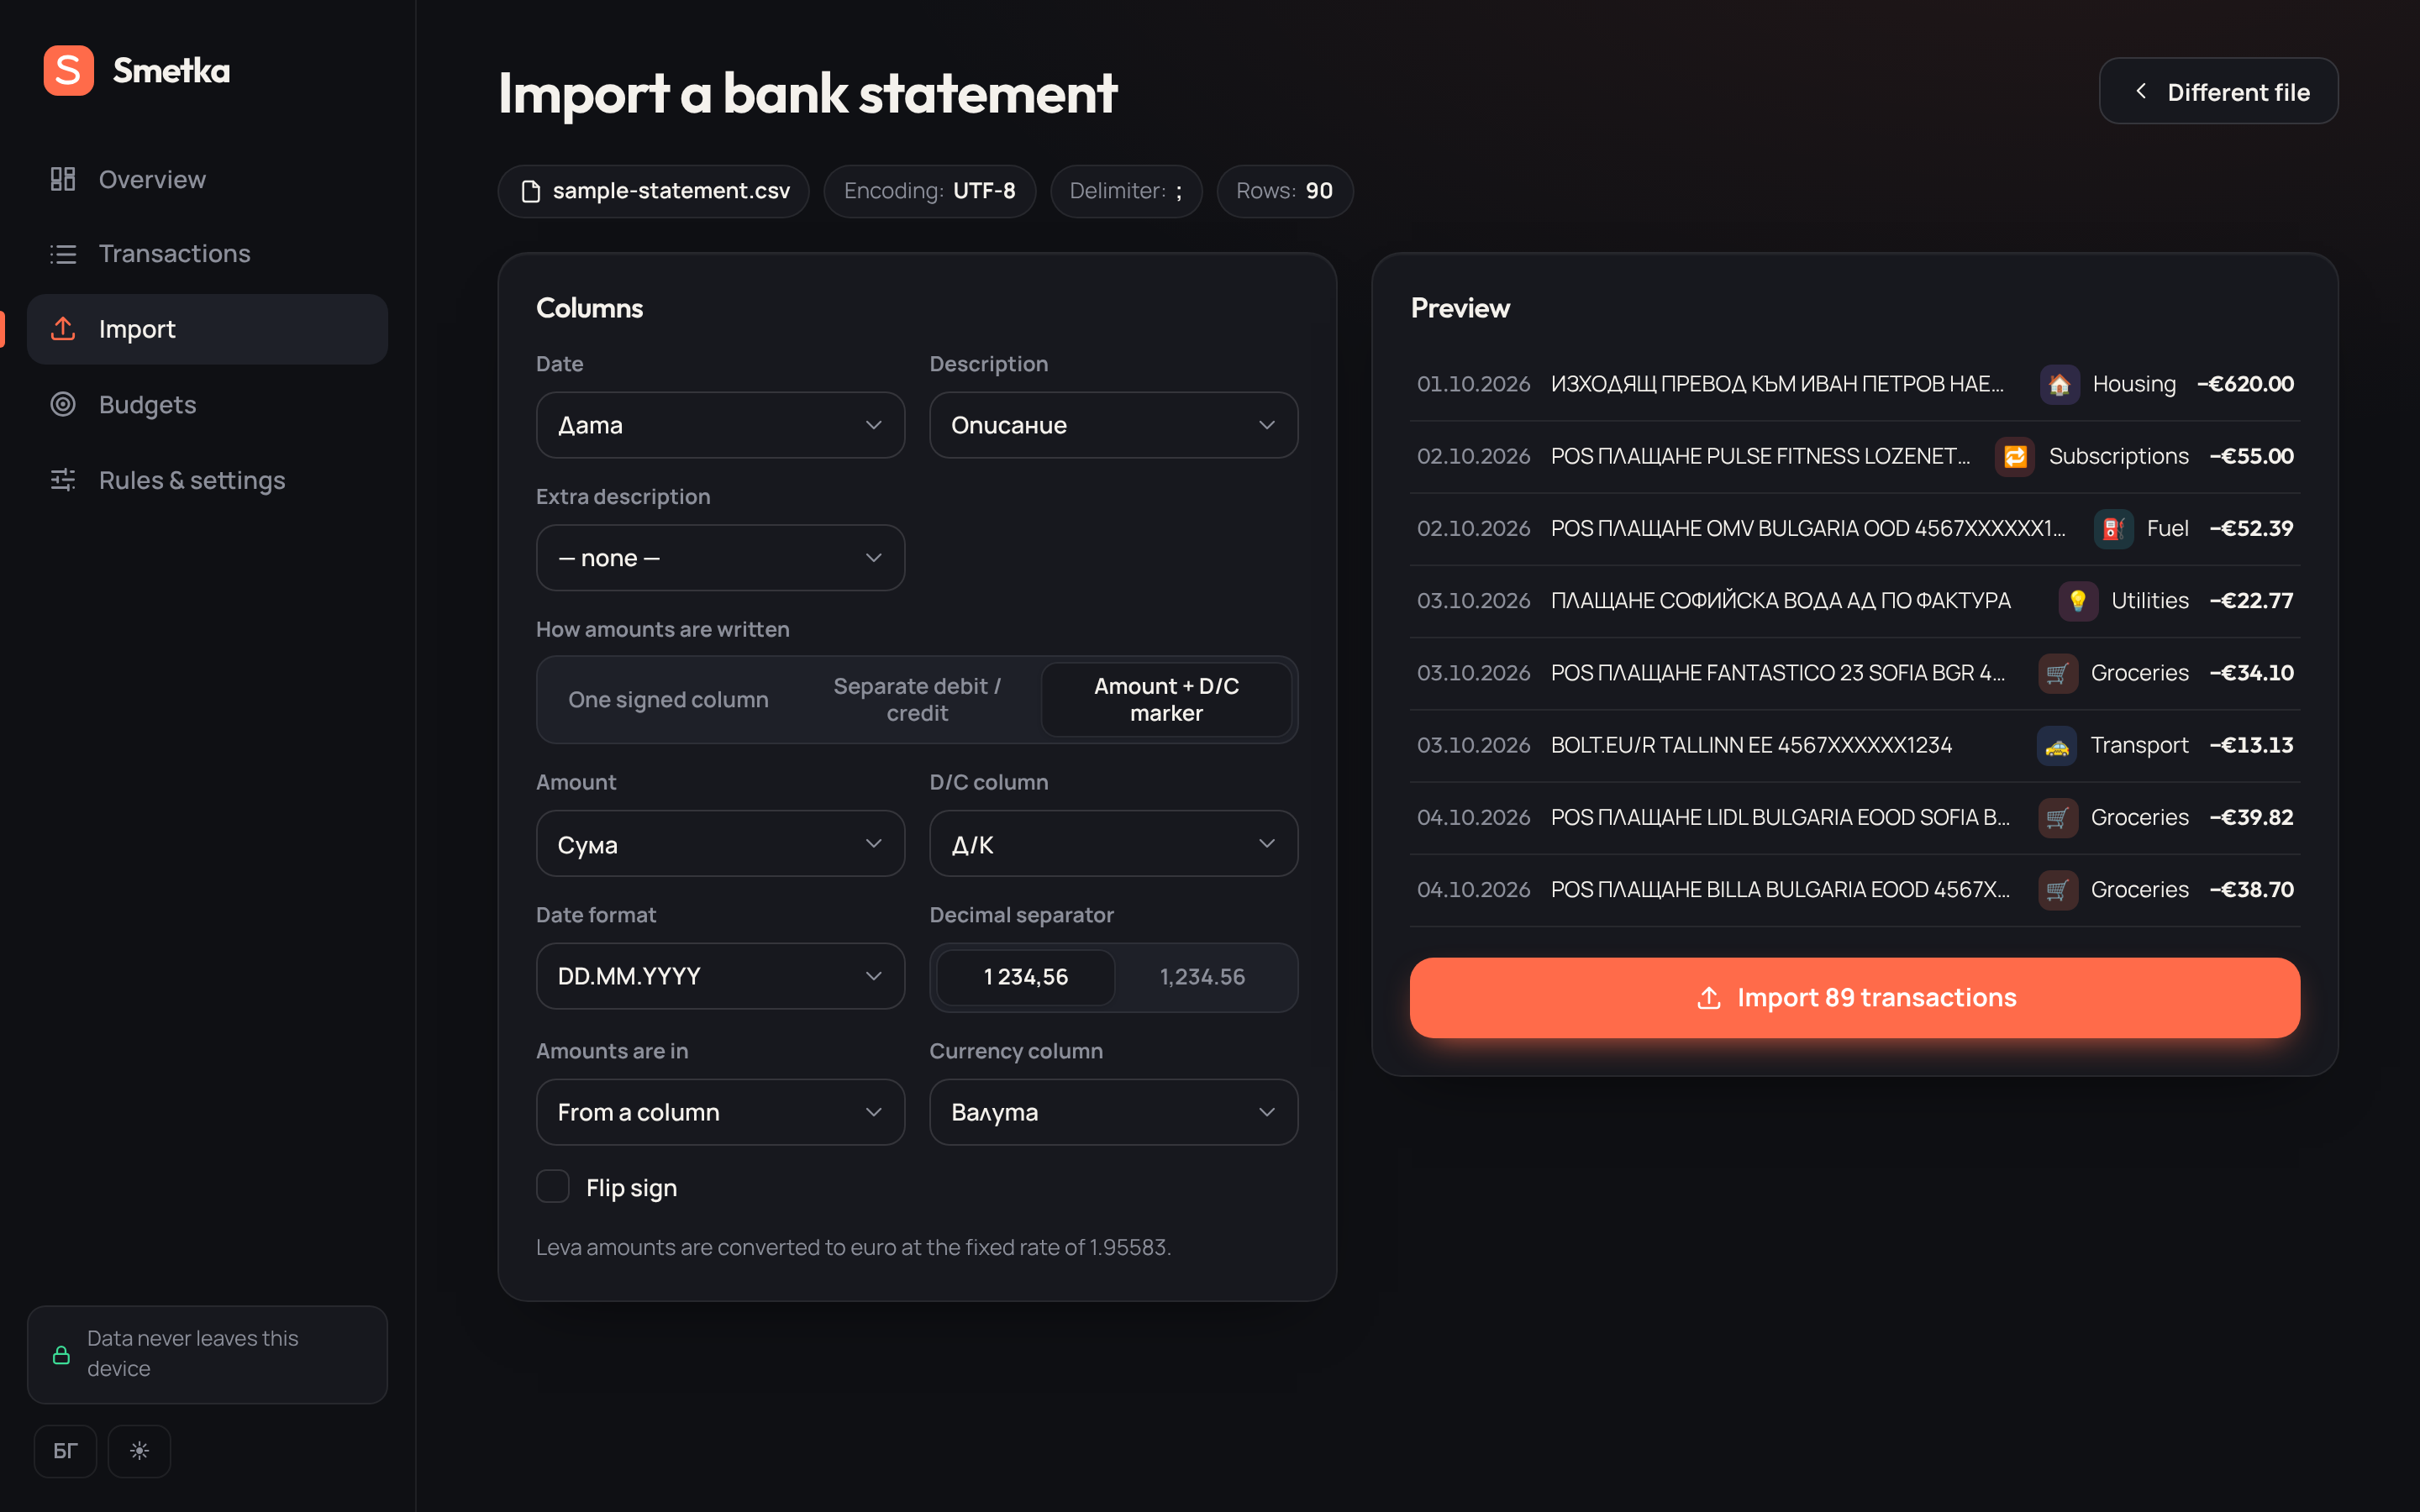 S Smetka
Overview
Transactions
Import
Budgets
Rules & settings
Data never leaves this
device
БГ
Import a bank statement
Different file
sample-statement.csv
Encoding: UTF-8
Delimiter: ;
Rows: 90
Columns
Date
Дата
Description
Описание
Extra description
— none —
How amounts are written
One signed column
Separate debit /
credit
Amount + D/C
marker
Amount
Сума
D/C column
Д/К
Date format
DD.MM.YYYY
Decimal separator
1 234,56
1,234.56
Amounts are in
From a column
Currency column
Валута
Flip sign
Leva amounts are converted to euro at the fixed rate of 1.95583.
Preview
01.10.2026 ИЗХОДЯЩ ПРЕВОД КЪМ ИВАН ПЕТРОВ НАЕ... Housing −€620.00
02.10.2026 POS ПЛАЩАНЕ PULSE FITNESS LOZENET... Subscriptions −€55.00
02.10.2026 POS ПЛАЩАНЕ OMV BULGARIA OOD 4567XXXXXX1... Fuel −€52.39
03.10.2026 ПЛАЩАНЕ СОФИЙСКА ВОДА АД ПО ФАКТУРА Utilities −€22.77
03.10.2026 POS ПЛАЩАНЕ FANTASTICO 23 SOFIA BGR 4... Groceries −€34.10
03.10.2026 BOLT.EU/R TALLINN EE 4567XXXXXX1234 Transport −€13.13
04.10.2026 POS ПЛАЩАНЕ LIDL BULGARIA EOOD SOFIA B... Groceries −€39.82
04.10.2026 POS ПЛАЩАНЕ BILLA BULGARIA EOOD 4567X... Groceries −€38.70
Import 89 transactions